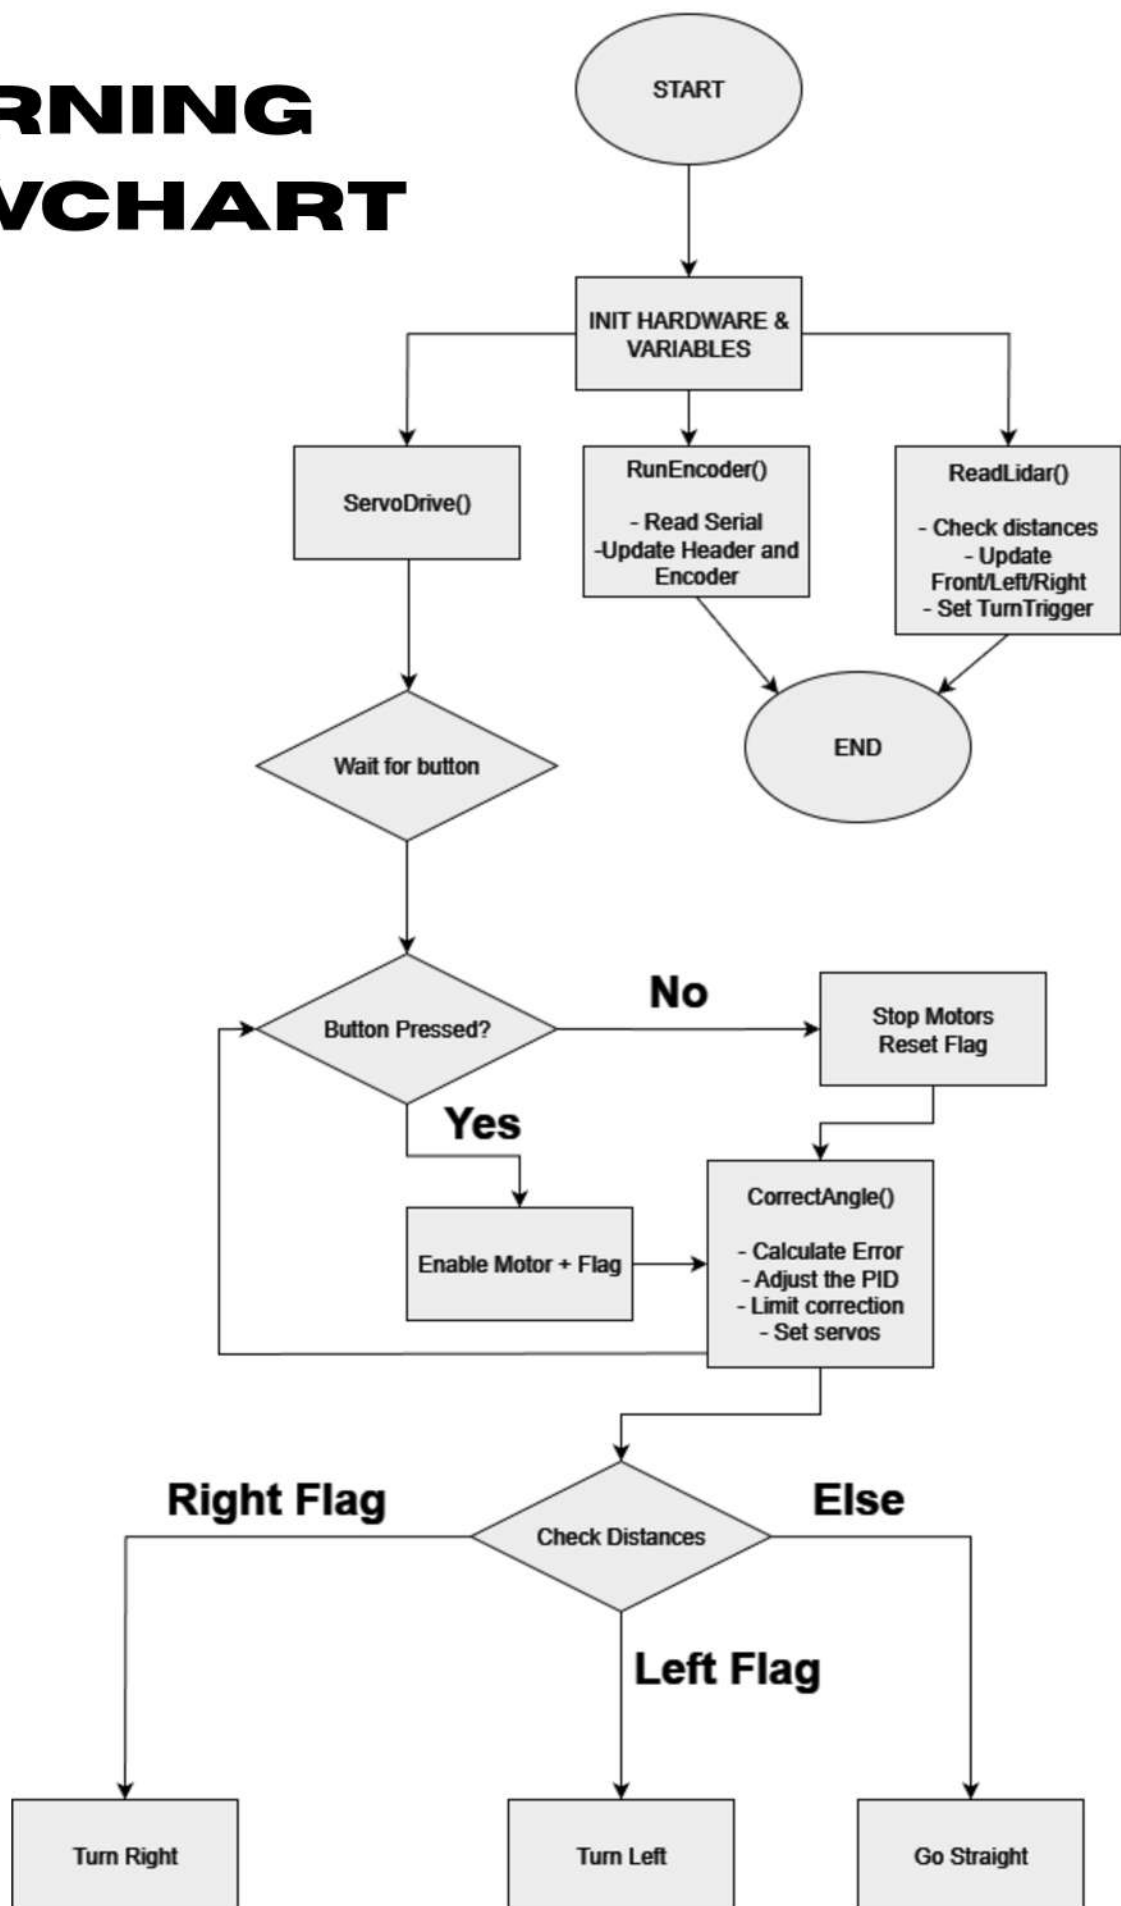 RNING
WCHART
START
INIT HARDWARE &
VARIABLES
ServoDrive()
RunEncoder()
- Read Serial
-Update Header and
Encoder
ReadLidar()
- Check distances
- Update
Front/Left/Right
- Set TurnTrigger
Wait for button
END
Button Pressed?
No
Stop Motors
Reset Flag
Yes
Enable Motor + Flag
CorrectAngle()
- Calculate Error
- Adjust the PID
- Limit correction
- Set servos
Right Flag
Check Distances
Else
Left Flag
Turn Right
Turn Left
Go Straight